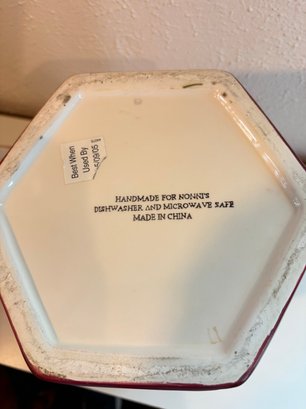 Best When
Used By
HANDMADE FOR NONNI'S
DISHWASHER AND MICROWAVE SAFE
MADE IN CHINA